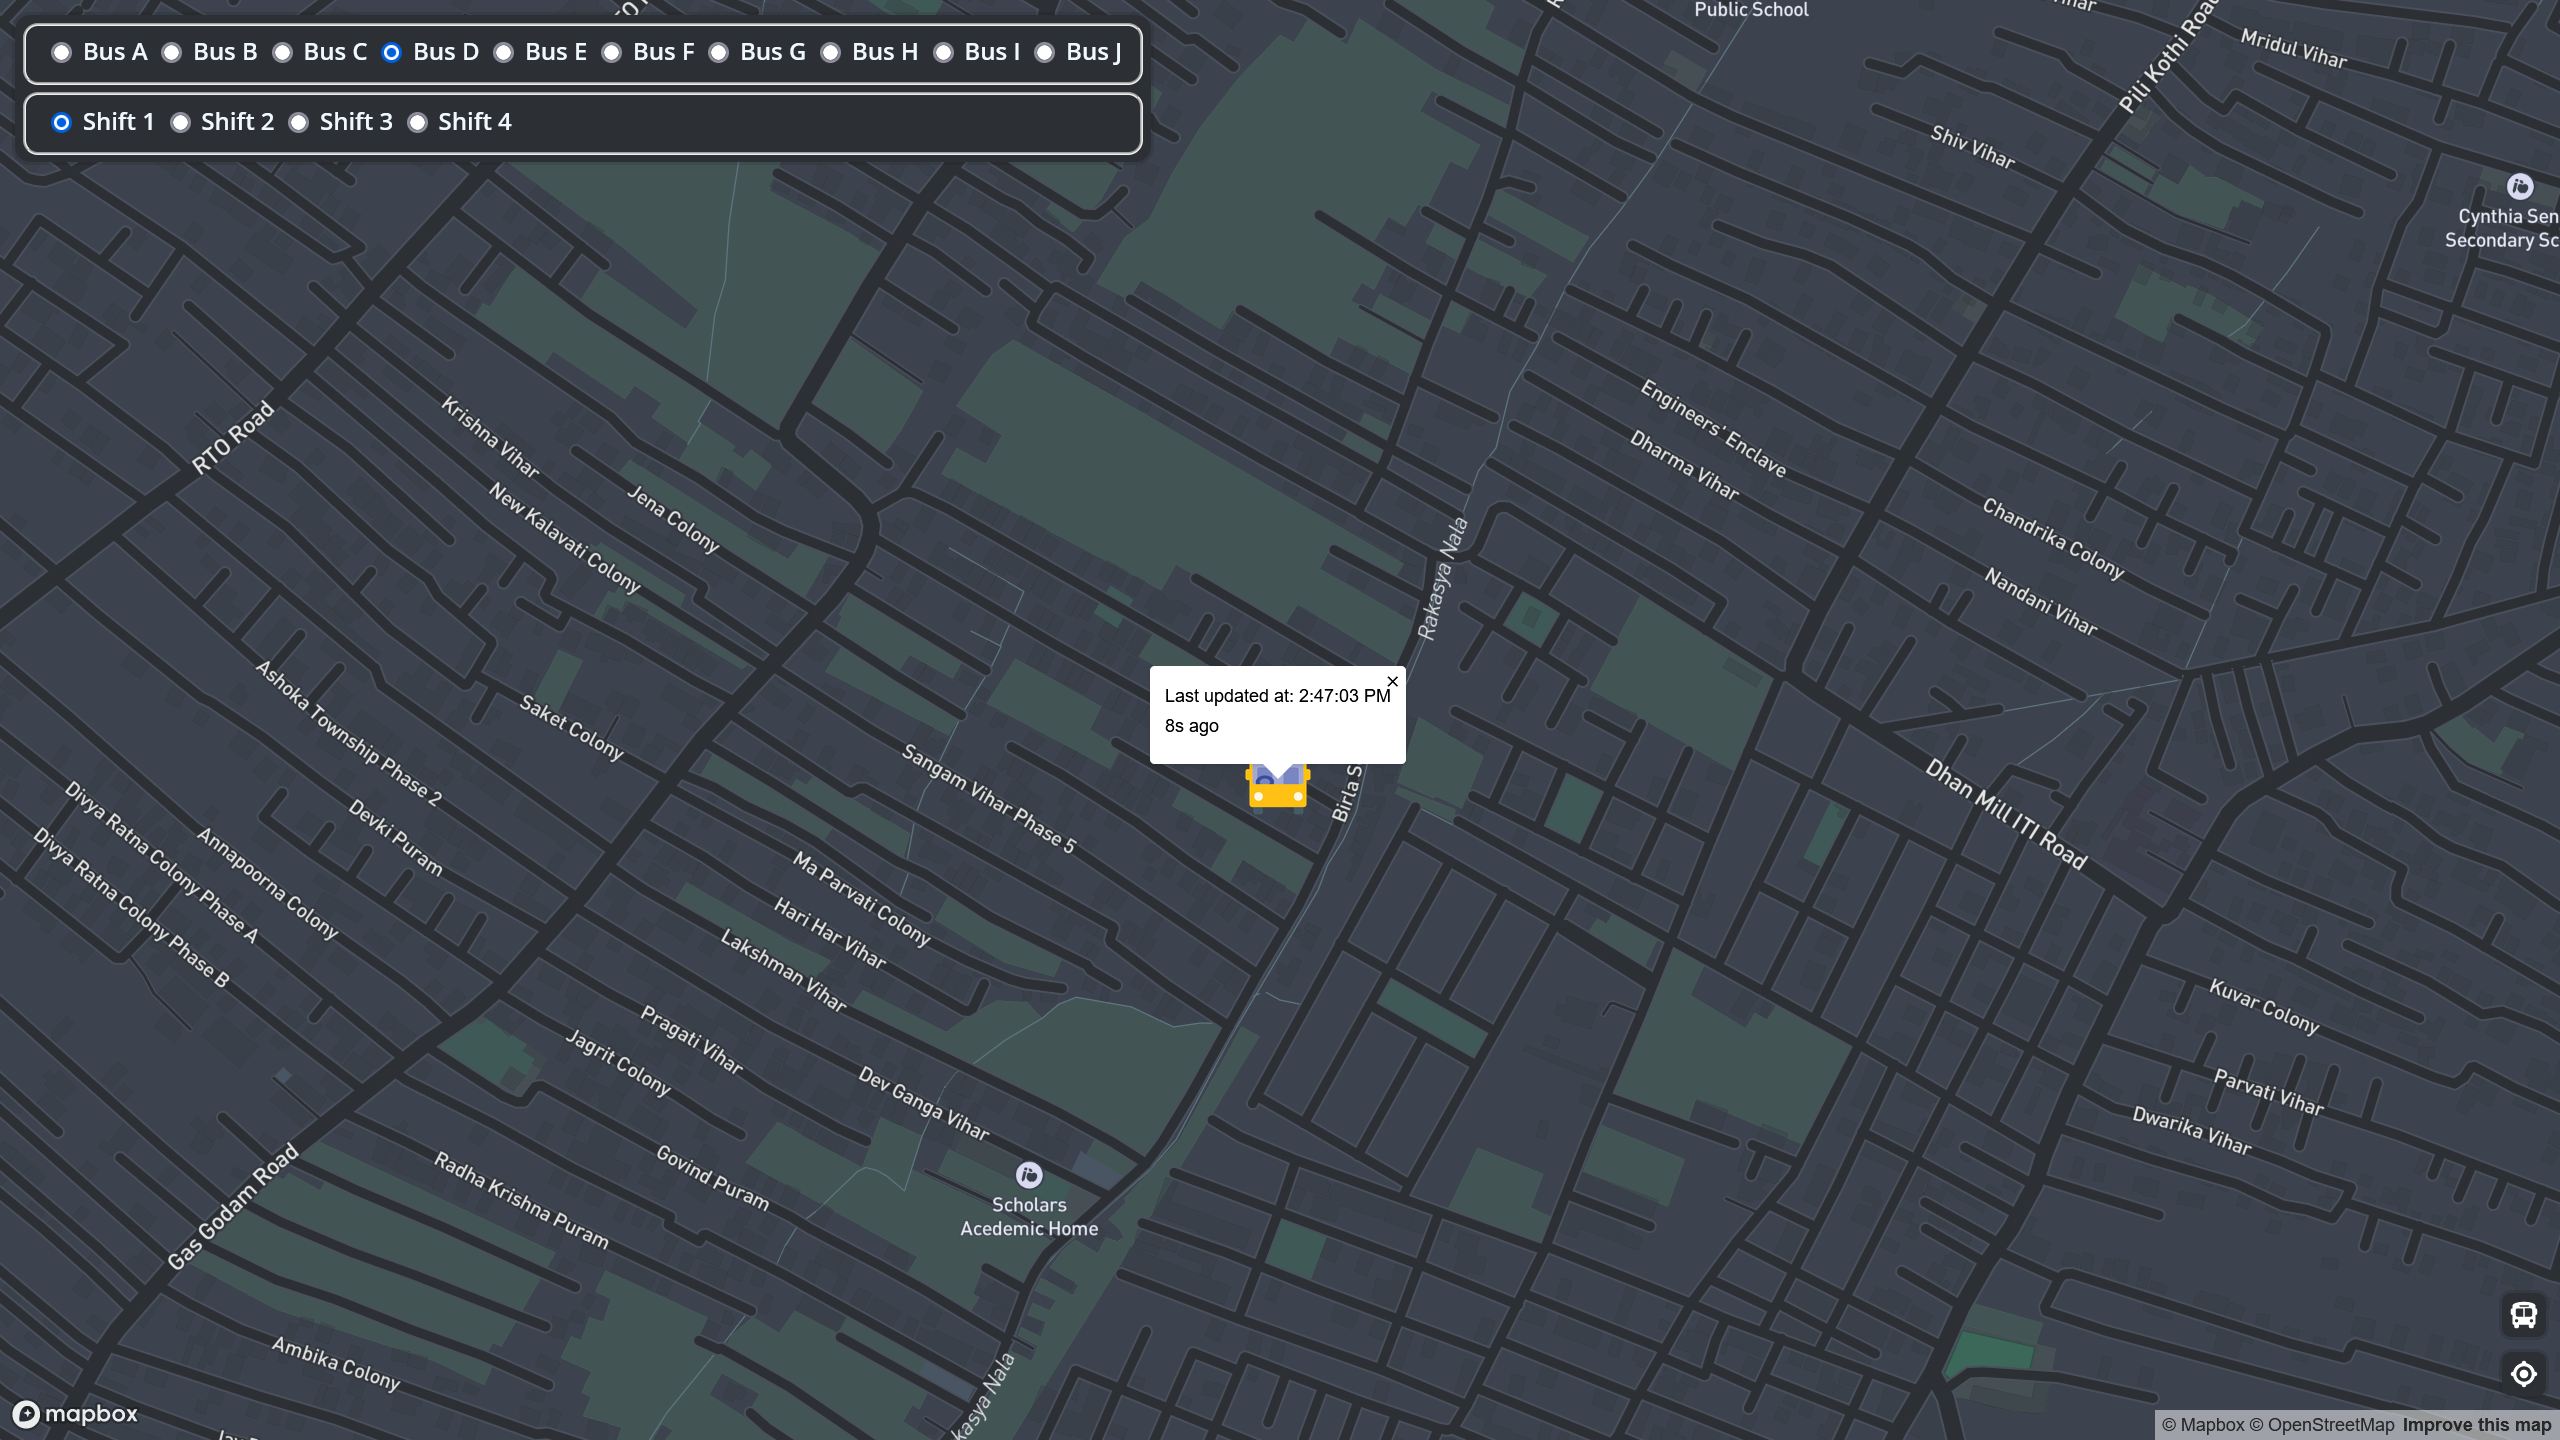 Public School
Mridul Vihar
Pili Kothi Road
Bus A Bus B Bus C Bus D Bus E Bus F Bus G Bus H Bus I Bus J
Shift 1 Shift 2 Shift 3 Shift 4
Shiv Vihar
Cynthia Sen
Secondary Sc
RTO Road
Krishna Vihar
New Kalavati Colony
Jena Colony
Engineers' Enclave
Dharma Vihar
Chandrika Colony
Nandani Vihar
Rakasya Nala
Ashoka Township Phase 2
Saket Colony
Last updated at: 2:47:03 PM
8s ago
Birla S
Sangam Vihar Phase 5
Dhan Mill ITI Road
Devki Puram
Annapoorna Colony
Divya Ratna Colony Phase A
Divya Ratna Colony Phase B
Ma Parvati Colony
Hari Har Vihar
Lakshman Vihar
Pragati Vihar
Jagrit Colony
Dev Ganga Vihar
Kuvar Colony
Parvati Vihar
Dwarika Vihar
Govind Puram
Radha Krishna Puram
Gas Godam Road
Scholars
Acedemic Home
Ambika Colony
kasya Nala
mapbox
© Mapbox © OpenStreetMap Improve this map